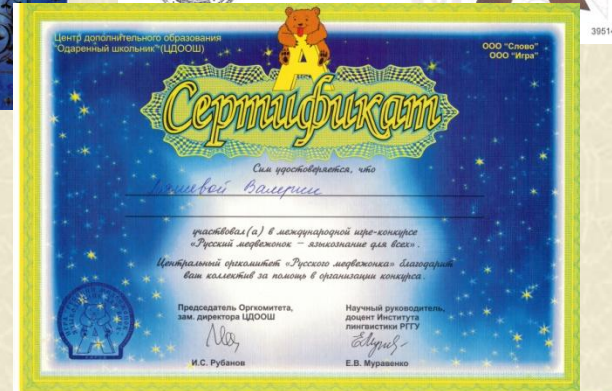 39514
Центр дополнительного образования
"Одаренный школьник" (ЦДООШ)
ООО "Слово"
ООО "Игра"
Сертификат
Сим удостоверяется, что
Валерии
участвовал(а) в международной игре-конкурсе
«Русский медвежонок — языкознание для всех».
Центральный оргкомитет «Русского медвежонка» благодарит
ваш коллектив за помощь в организации конкурса.
Председатель Оргкомитета,
зам. директора ЦДООШ
И.С. Рубанов
Научный руководитель,
доцент Института
лингвистики РГГУ
Е.В. Муравенко